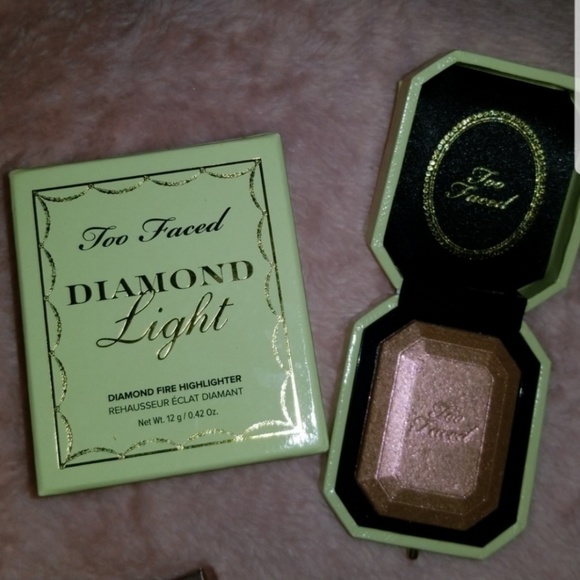 Too Faced
DIAMOND
Light
DIAMOND FIRE HIGHLIGHTER
REHAUSSEUR ÉCLAT DIAMANT
Net Wt. 12 g / 0.42 Oz.
Too
Faced
Too
Faced